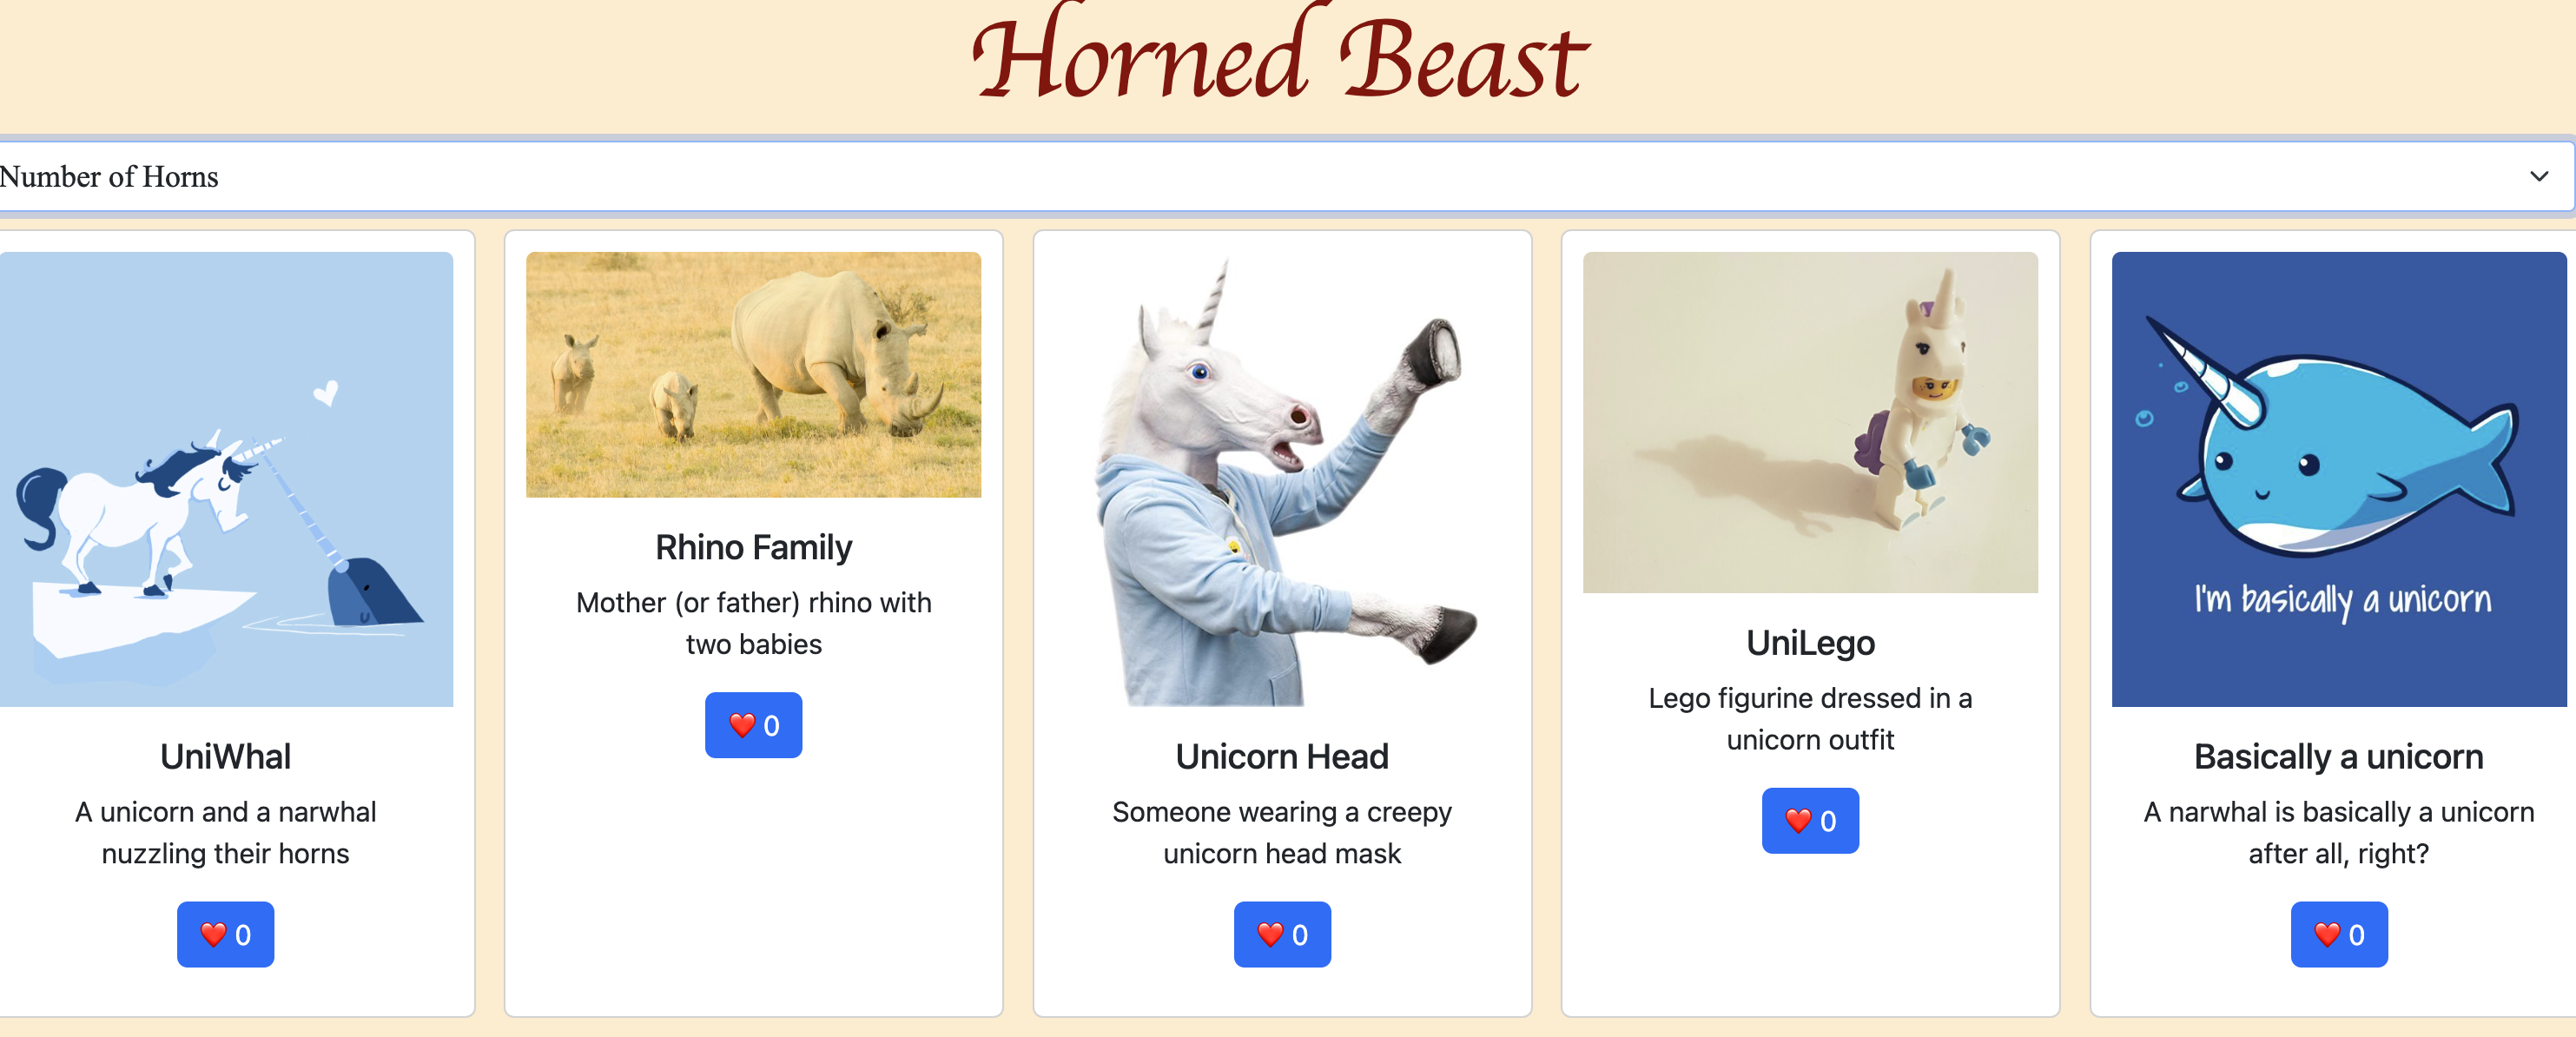 Horned Beast
Number of Horns
UniWhal
A unicorn and a narwhal
nuzzling their horns
❤️ 0
Rhino Family
Mother (or father) rhino with
two babies
❤️ 0
Unicorn Head
Someone wearing a creepy
unicorn head mask
❤️ 0
UniLego
Lego figurine dressed in a
unicorn outfit
❤️ 0
I'm basically a unicorn
Basically a unicorn
A narwhal is basically a unicorn
after all, right?
❤️ 0